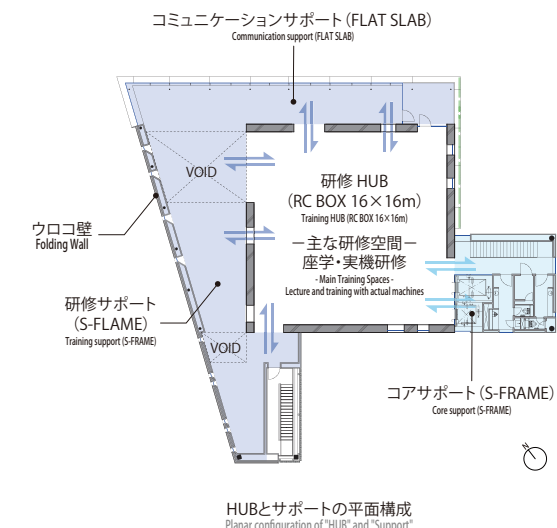 コミュニケーションサポート（FLAT SLAB）
Communication support (FLAT SLAB)
VOID
研修 HUB
（RC BOX 16×16m）
Training HUB (RC BOX 16×16m)
ウロコ壁
Folding Wall
－主な研修空間－
座学・実機研修
- Main Training Spaces -
Lecture and training with actual machines
研修サポート
（S-FLAME）
Training support (S-FRAME)
VOID
コアサポート（S-FRAME）
Core support (S-FRAME)
N
HUBとサポートの平面構成
Planar configuration of "HUB" and "Support"